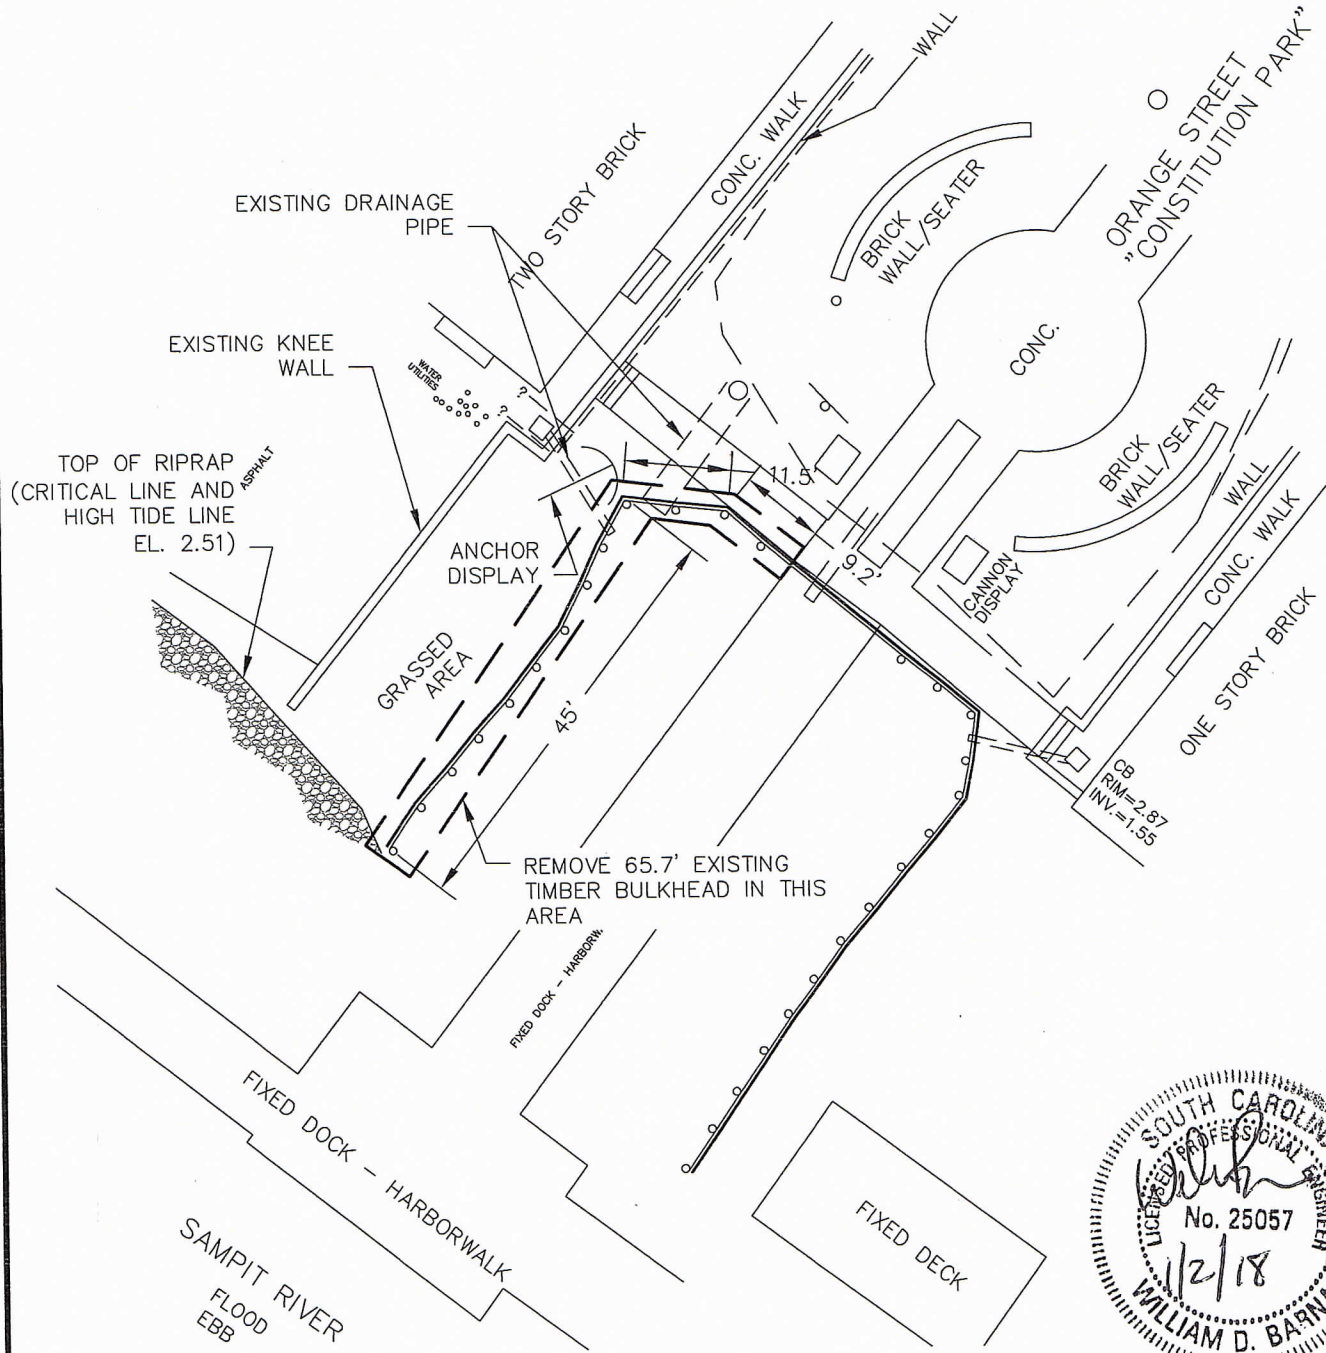 WALL
ORANGE STREET
"CONSTITUTION PARK"
CONC. WALK
TWO STORY BRICK
EXISTING DRAINAGE
PIPE
BRICK
WALL/SEATER
EXISTING KNEE
WALL
WATER
UTILITIES
?
?
CONC.
TOP OF RIPRAP
(CRITICAL LINE AND
HIGH TIDE LINE
EL. 2.51)
ASPHALT
11.5'
BRICK
WALL/SEATER
WALL
CONC. WALK
ANCHOR
DISPLAY
9.2'
CANNON
DISPLAY
GRASSED
AREA
45'
ONE STORY BRICK
CB
RIM=2.87
INV.=1.55
REMOVE 65.7' EXISTING
TIMBER BULKHEAD IN THIS
AREA
FIXED DOCK - HARBORW
FIXED DOCK - HARBORWALK
FIXED DECK
SAMPIT RIVER
FLOOD
EBB
SOUTH CAROLINA
LICENSED PROFESSIONAL ENGINEER
No. 25057
1/2/18
WILLIAM D. BARNA